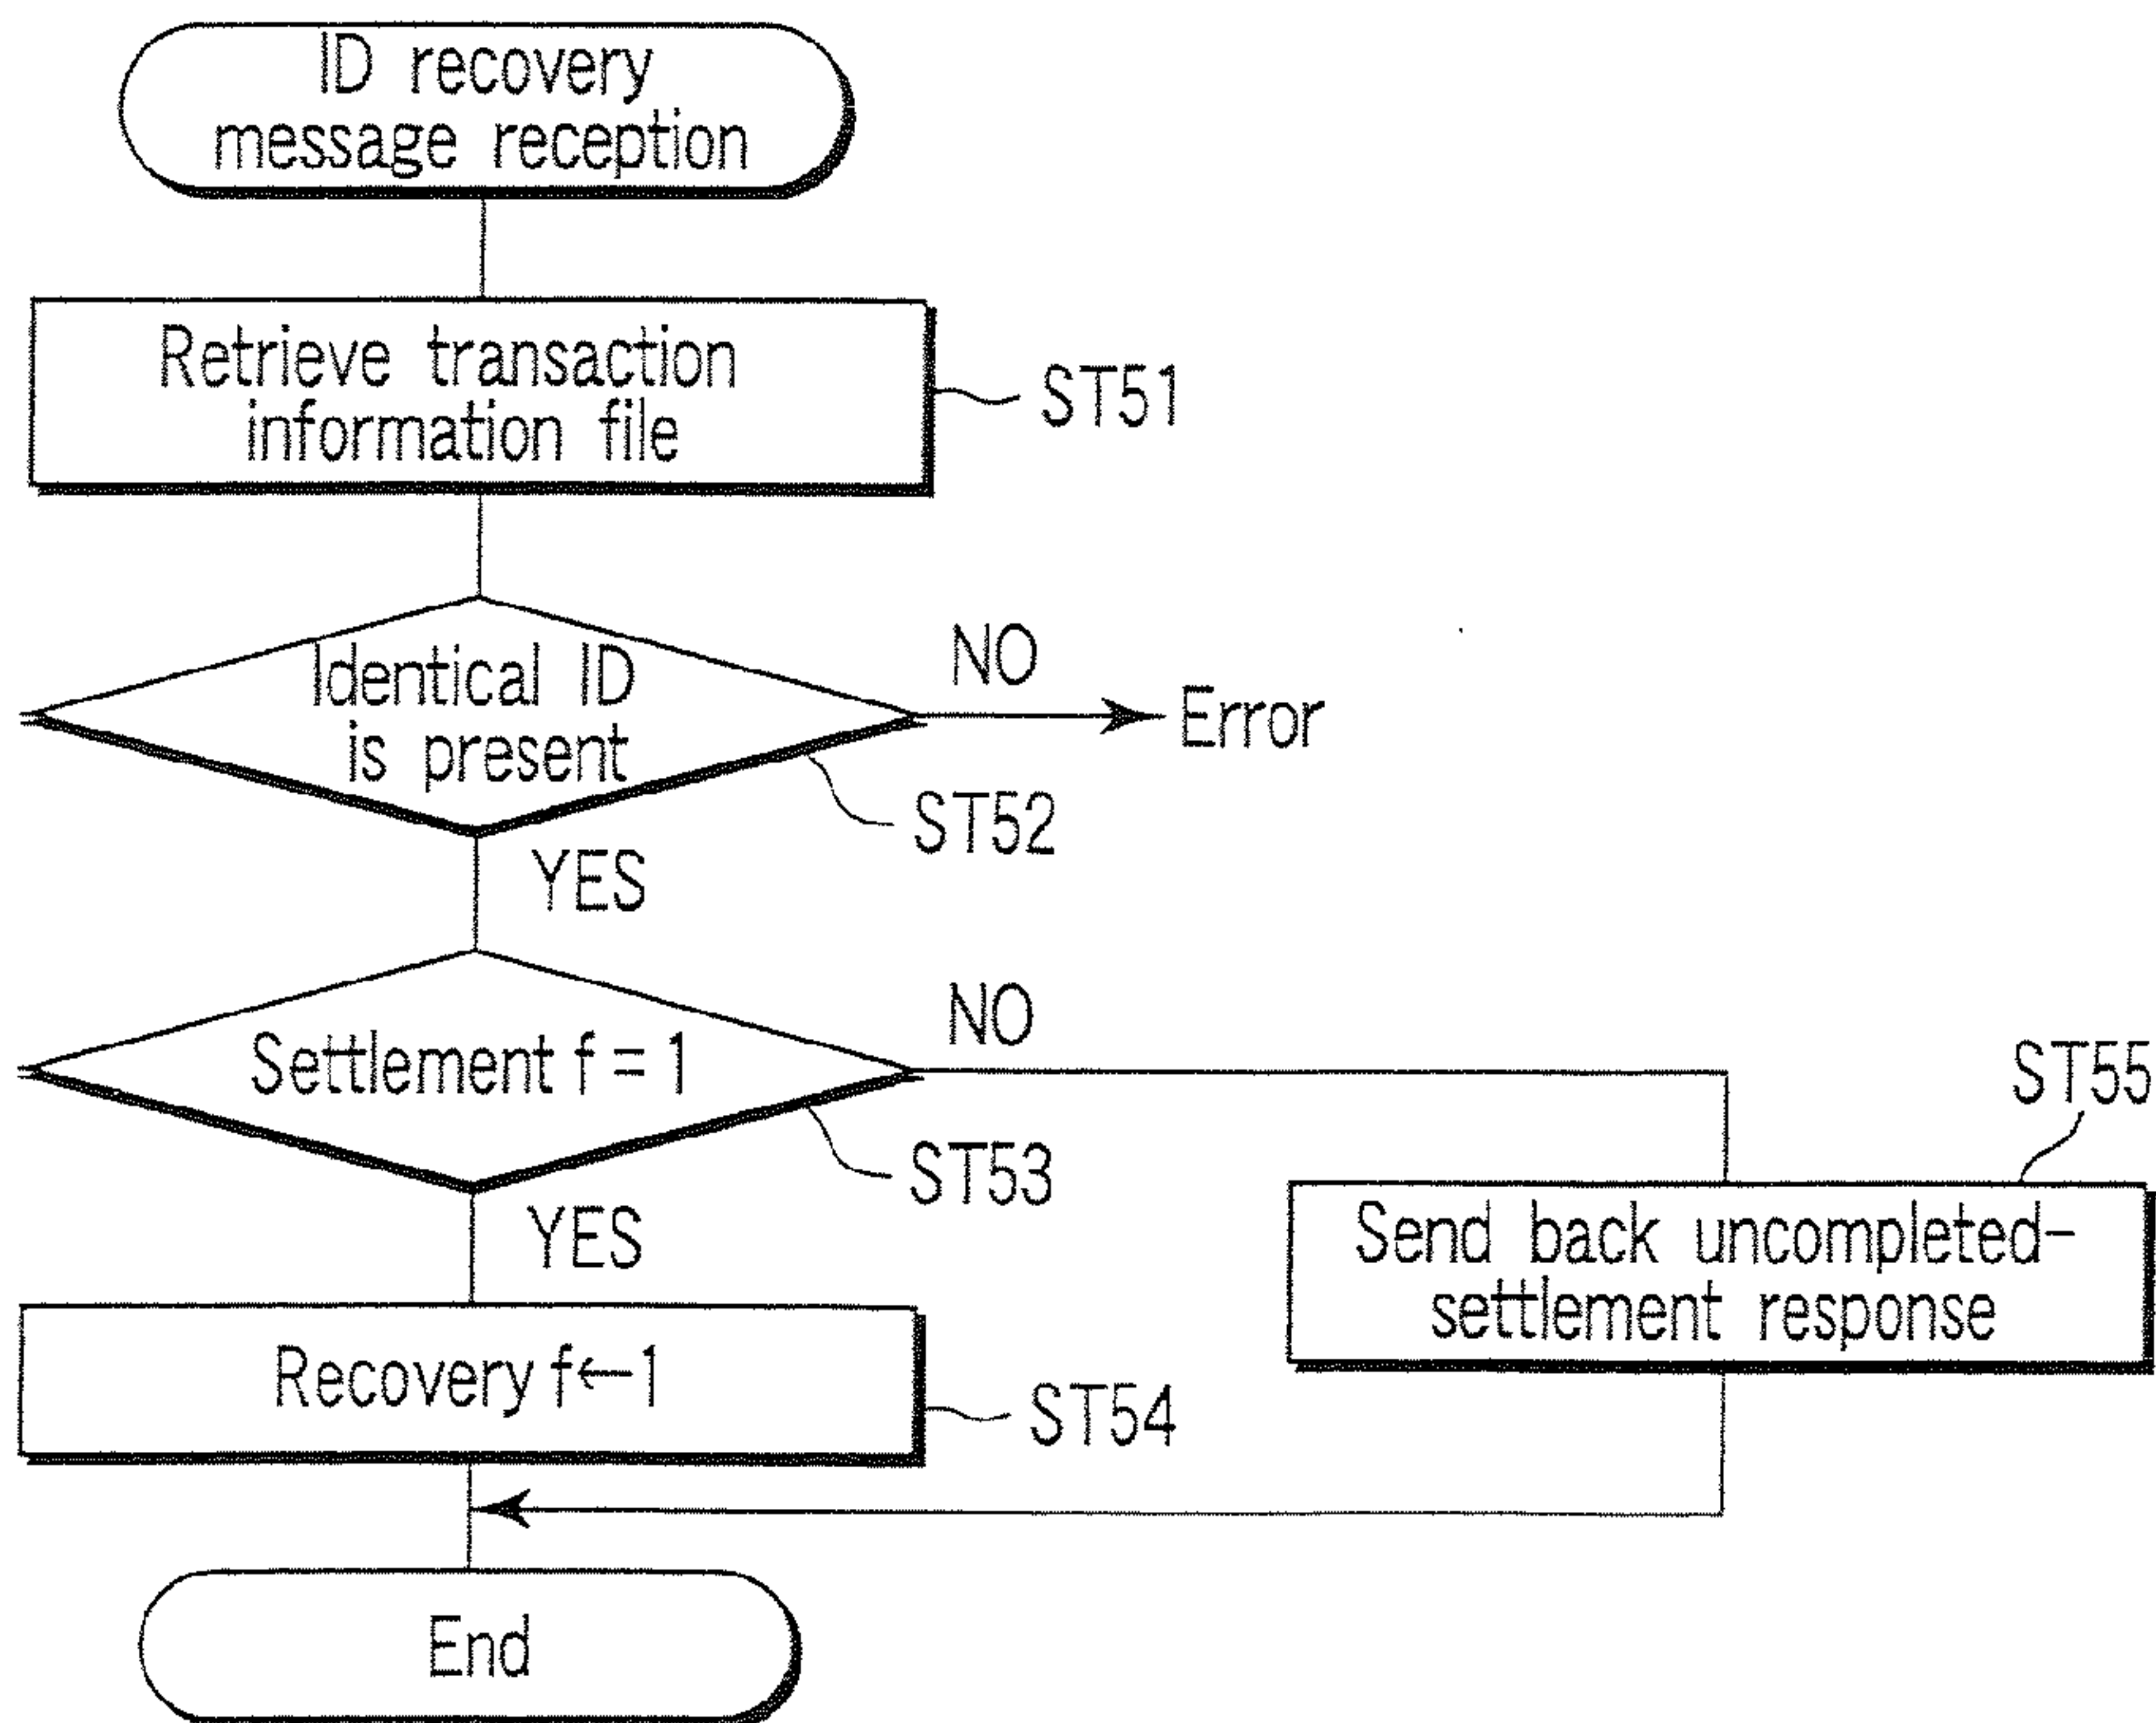 ID recovery
message reception
Retrieve transaction
information file
ST51
Identical ID
is present
NO
Error
ST52
YES
Settlement f = 1
NO
ST53
YES
ST55
Send back uncompleted-
settlement response
Recovery f←1
ST54
End